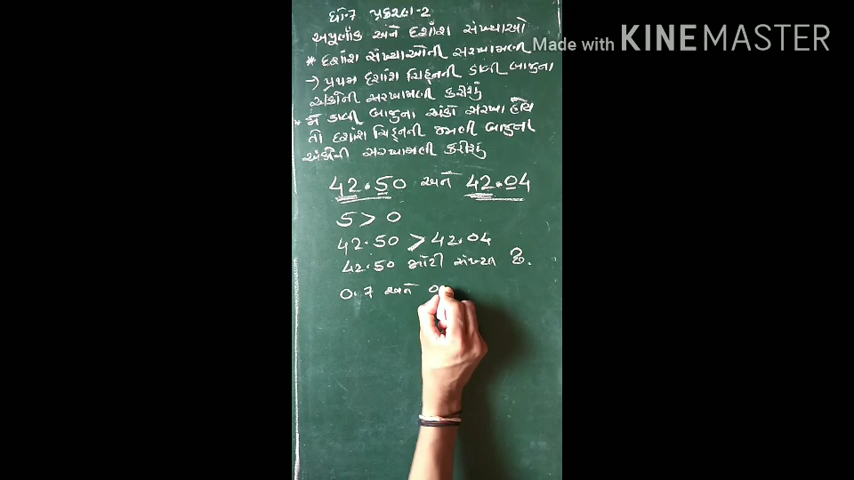 ધો.7 પ્રકરણ-2
અપૂર્ણાંક અને દશાંશ સંખ્યાઓ
Made with KINEMASTER
* દશાંશ સંખ્યાઓની સરખામણી
→ પ્રથમ દશાંશ ચિહ્નની ડાબી બાજુના
અંકોની સરખામણી કરીશું
* જો ડાબી બાજુના અંકો સરખા હોય
તો દશાંશ ચિહ્નની જમણી બાજુના
અંકોની સરખામણી કરીશું
42.50 અને 42.04
5 > 0
42.50 > 42.04
42.50 મોટી સંખ્યા છે.
0.7 અને 0